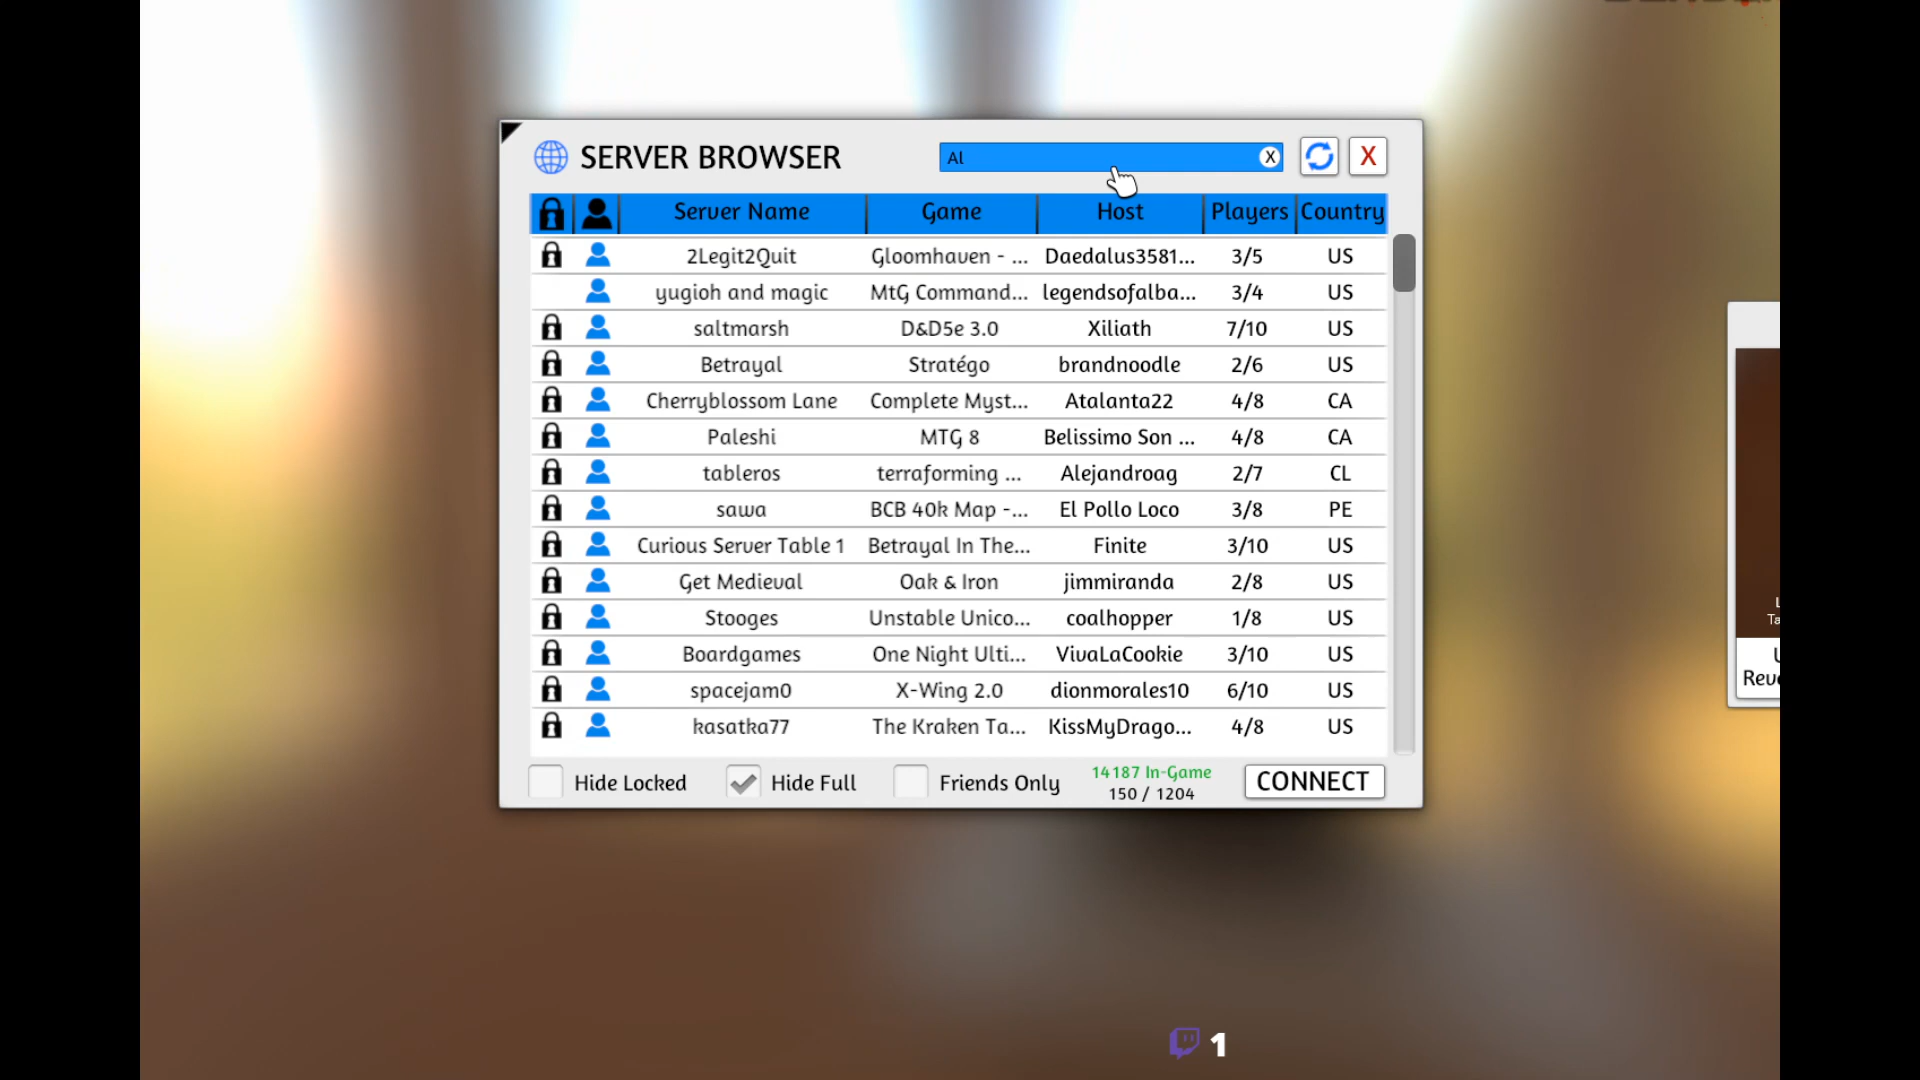 SERVER BROWSER
Al
X
X
Server Name Game Host Players Country
2Legit2Quit Gloomhaven - ... Daedalus3581... 3/5 US
yugioh and magic MtG Command... legendsofalba... 3/4 US
saltmarsh D&D5e 3.0 Xiliath 7/10 US
Betrayal Stratégo brandnoodle 2/6 US
Cherryblossom Lane Complete Myst... Atalanta22 4/8 CA
Paleshi MTG 8 Belissimo Son ... 4/8 CA
tableros terraforming ... Alejandroag 2/7 CL
sawa BCB 40k Map -... El Pollo Loco 3/8 PE
Curious Server Table 1 Betrayal In The... Finite 3/10 US
Get Medieval Oak & Iron jimmiranda 2/8 US
Stooges Unstable Unico... coalhopper 1/8 US
Boardgames One Night Ulti... VivaLaCookie 3/10 US
spacejam0 X-Wing 2.0 dionmorales10 6/10 US
kasatka77 The Kraken Ta... KissMyDrago... 4/8 US
Hide Locked Hide Full Friends Only
14187 In-Game
150 / 1204
CONNECT
1